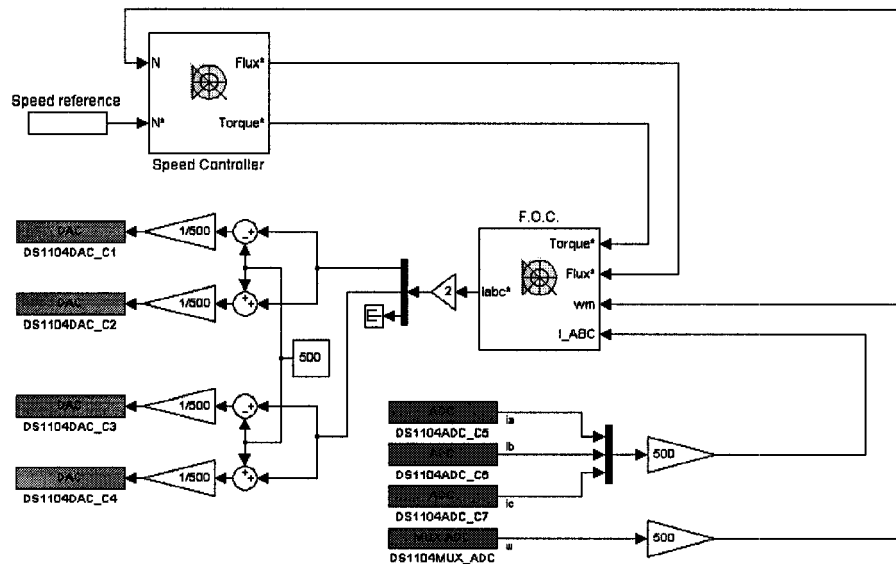 N
Flux*
Speed reference
N*
Torque*
Speed Controller
F.O.C.
DAC
1/500
DS1104DAC_C1
Torque*
Flux*
Iabc*
wm
I_ABC
2
DAC
1/500
DS1104DAC_C2
500
DAC
1/500
DS1104DAC_C3
DAC
1/500
DS1104DAC_C4
ADC
ia
DS1104ADC_C5
ADC
ib
DS1104ADC_C6
ADC
ic
DS1104ADC_C7
500
MUX ADC
w
DS1104MUX_ADC
500